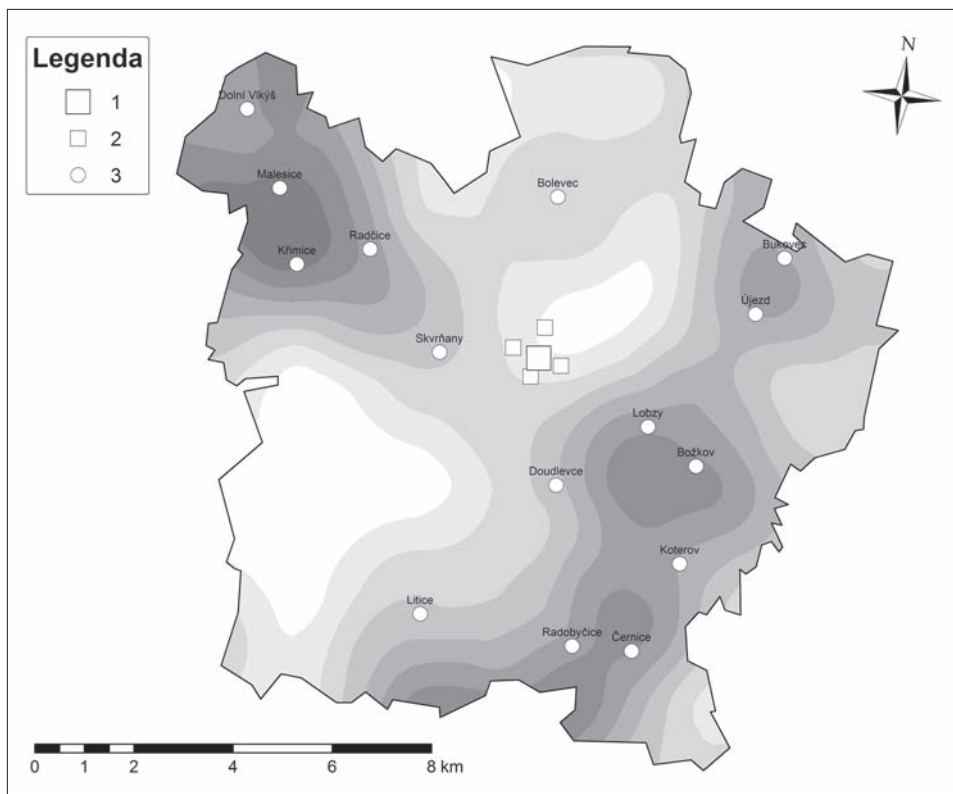 Legenda
1
2
3
N
Dolní Vlkýš
Malesice
Bolevec
Radčice
Křimice
Bukovec
Újezd
Skvrňany
Lobzy
Božkov
Doudlevce
Koterov
Litice
Radobyčice
Černice
0 1 2 4 6 8 km